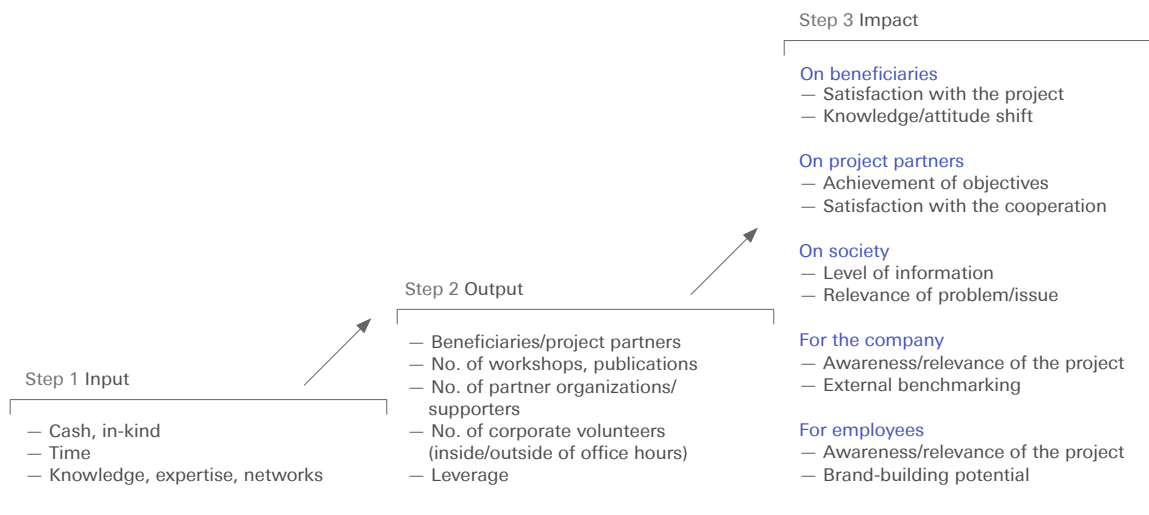 Step 1 Input
— Cash, in-kind
— Time
— Knowledge, expertise, networks
Step 2 Output
— Beneficiaries/project partners
— No. of workshops, publications
— No. of partner organizations/
supporters
— No. of corporate volunteers
(inside/outside of office hours)
— Leverage
Step 3 Impact
On beneficiaries
— Satisfaction with the project
— Knowledge/attitude shift
On project partners
— Achievement of objectives
— Satisfaction with the cooperation
On society
— Level of information
— Relevance of problem/issue
For the company
— Awareness/relevance of the project
— External benchmarking
For employees
— Awareness/relevance of the project
— Brand-building potential